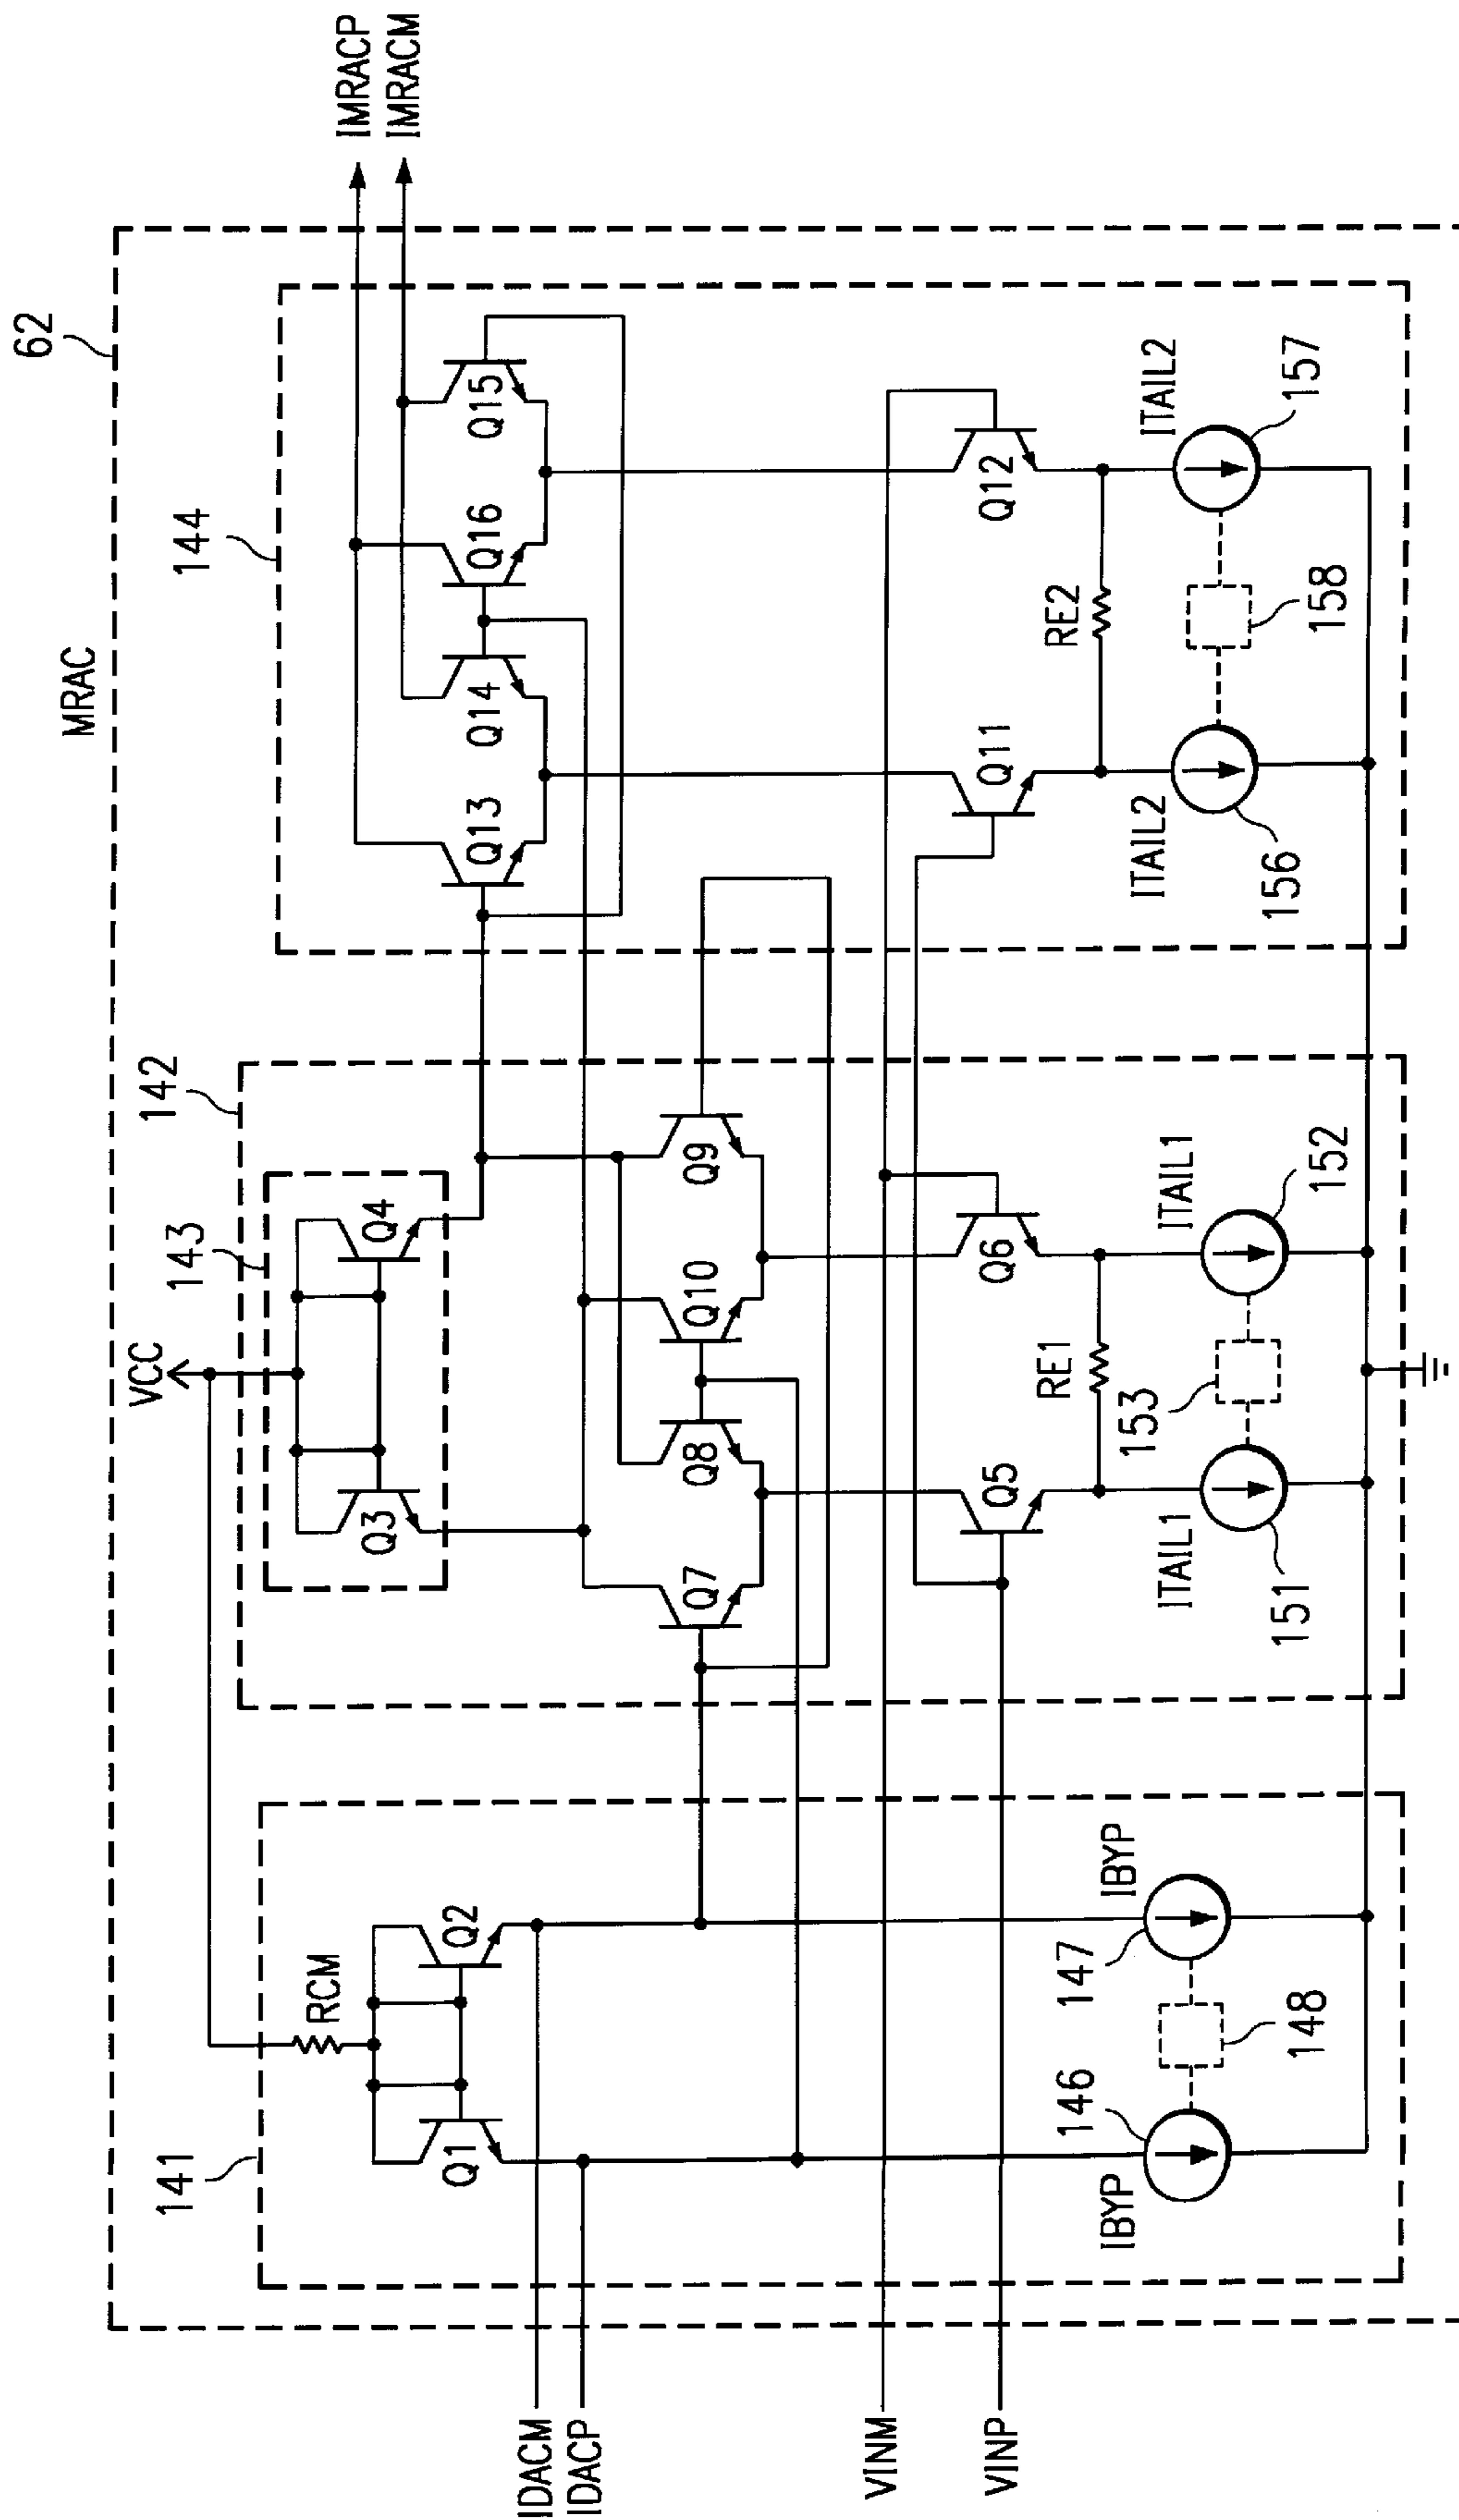 MRAC
62
144
142
143
141
VCC
IMRACP
IMRACM
RCM
Q1
Q2
Q3
Q4
Q13
Q14
Q16
Q15
Q7
Q8
Q10
Q9
IDACM
IDACP
VINM
VINP
Q5
Q6
Q11
Q12
RE1
RE2
IBYP
146
147
IBYP
148
ITAIL1
151
153
ITAIL1
152
ITAIL2
156
158
ITAIL2
157